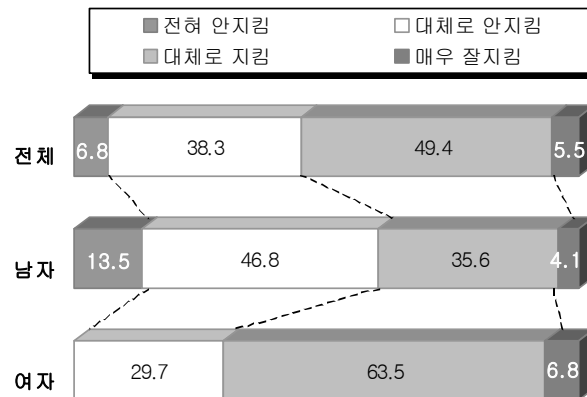 전혀 안지킴 대체로 안지킴
대체로 지킴 매우 잘지킴
전체 6.8 38.3 49.4 5.5
남자 13.5 46.8 35.6 4.1
여자 29.7 63.5 6.8